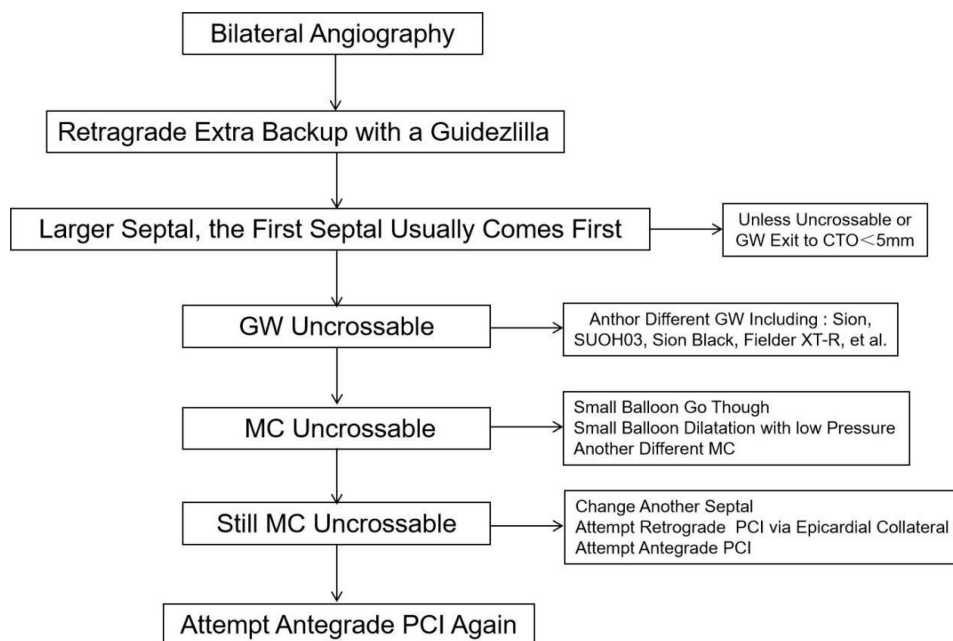 Bilateral Angiography
Retragrade Extra Backup with a Guidezlilla
Larger Septal, the First Septal Usually Comes First
Unless Uncrossable or
GW Exit to CTO＜5mm
GW Uncrossable
Anthor Different GW Including : Sion,
SUOH03, Sion Black, Fielder XT-R, et al.
MC Uncrossable
Small Balloon Go Though
Small Balloon Dilatation with low Pressure
Another Different MC
Still MC Uncrossable
Change Another Septal
Attempt Retrograde PCI via Epicardial Collateral
Attempt Antegrade PCI
Attempt Antegrade PCI Again